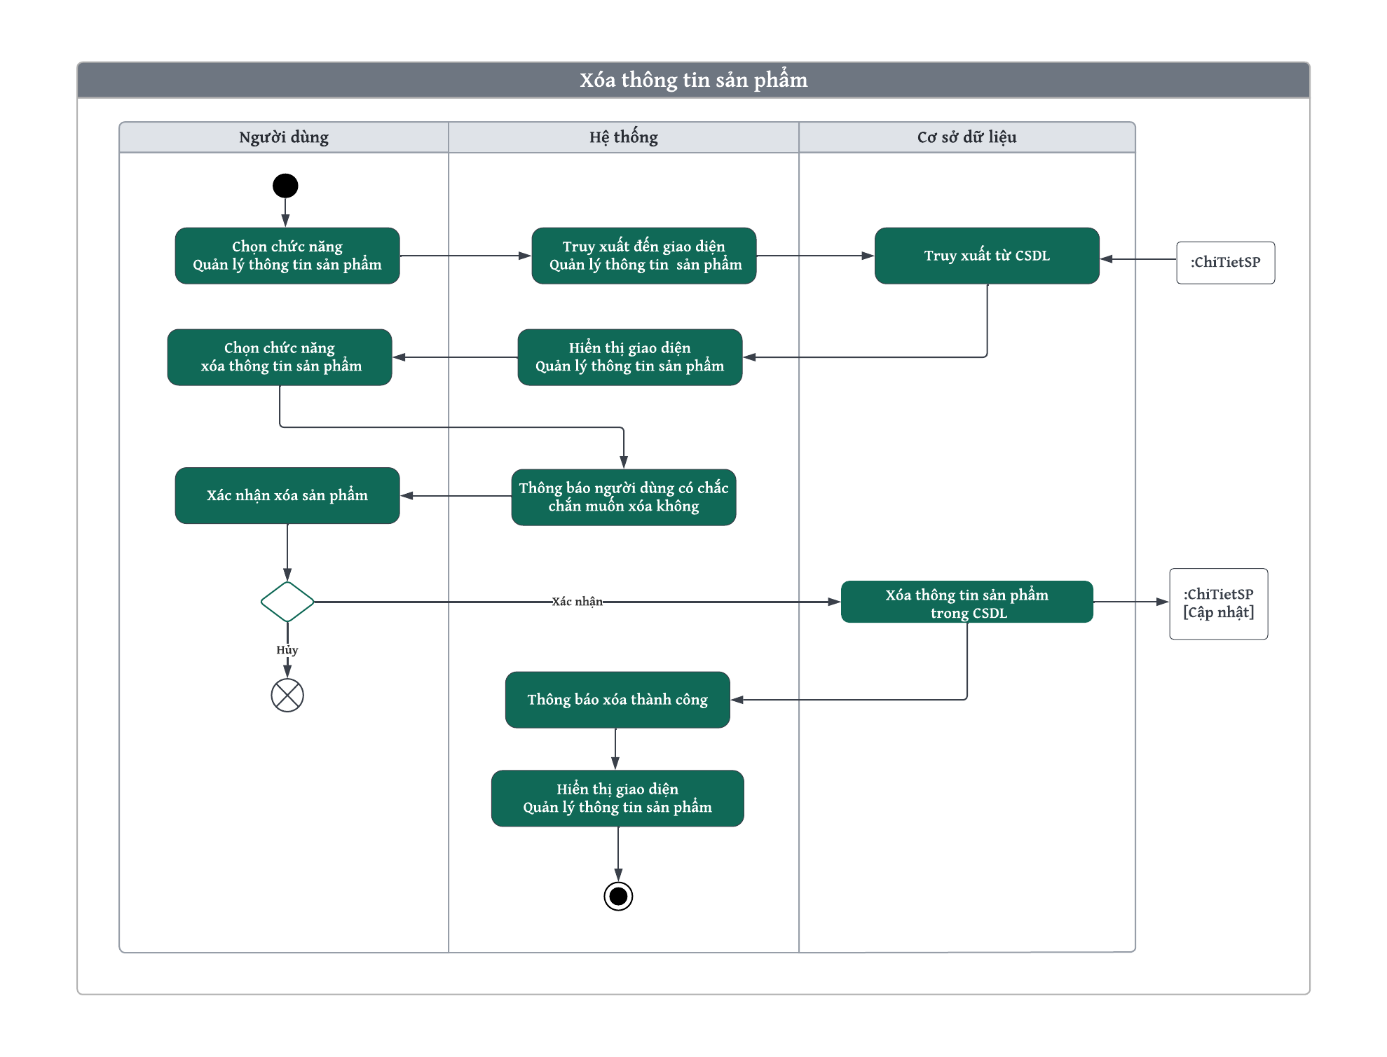 Xóa thông tin sản phẩm
Người dùng
Hệ thống
Cơ sở dữ liệu
Chọn chức năng
Quản lý thông tin sản phẩm
Truy xuất đến giao diện
Quản lý thông tin sản phẩm
Truy xuất từ CSDL
:ChiTietSP
Chọn chức năng
xóa thông tin sản phẩm
Hiển thị giao diện
Quản lý thông tin sản phẩm
Xác nhận xóa sản phẩm
Thông báo người dùng có chắc
chắn muốn xóa không
Xác nhận
Xóa thông tin sản phẩm
trong CSDL
:ChiTietSP
[Cập nhật]
Hủy
Thông báo xóa thành công
Hiển thị giao diện
Quản lý thông tin sản phẩm